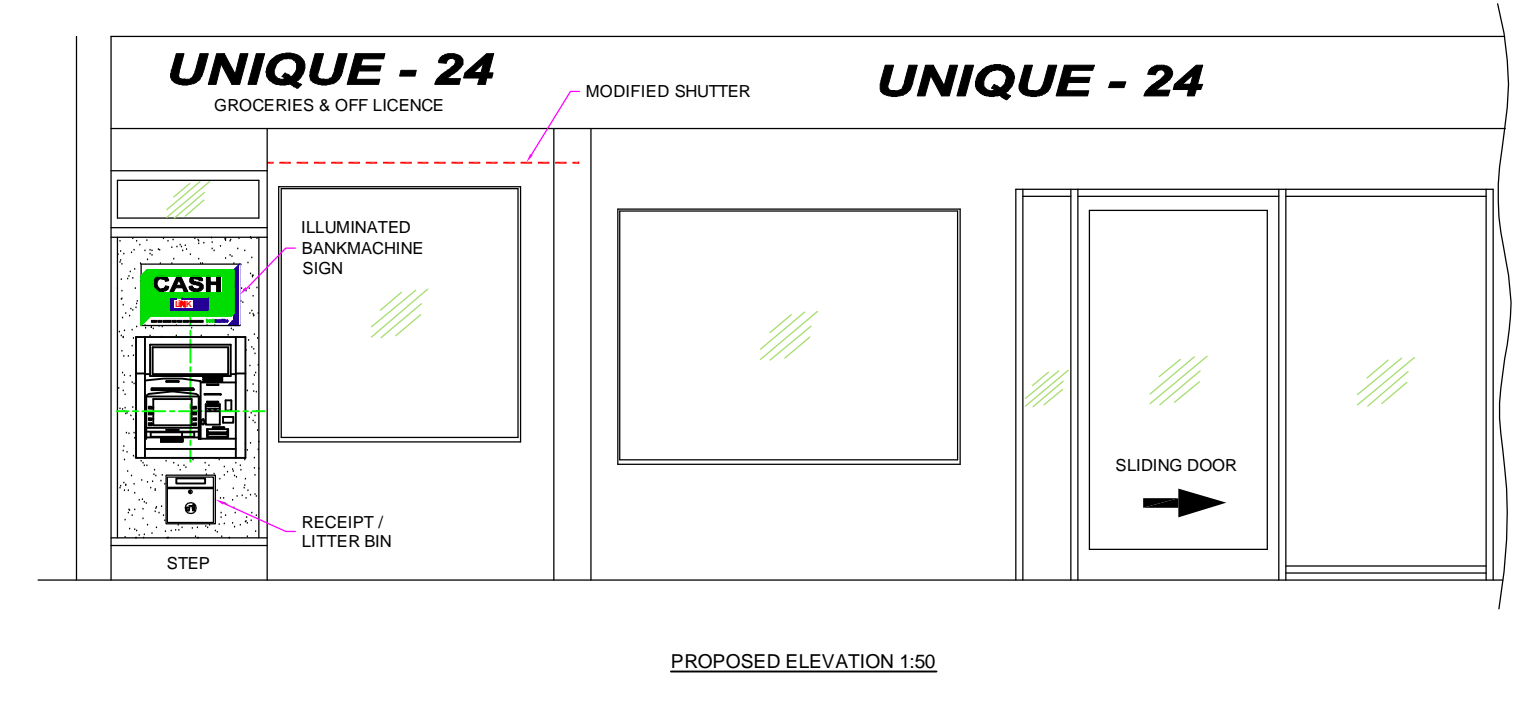 UNIQUE - 24
GROCERIES & OFF LICENCE
MODIFIED SHUTTER
UNIQUE - 24
ILLUMINATED
BANKMACHINE
SIGN
CASH
LINK
RECEIPT /
LITTER BIN
STEP
SLIDING DOOR
PROPOSED ELEVATION 1:50